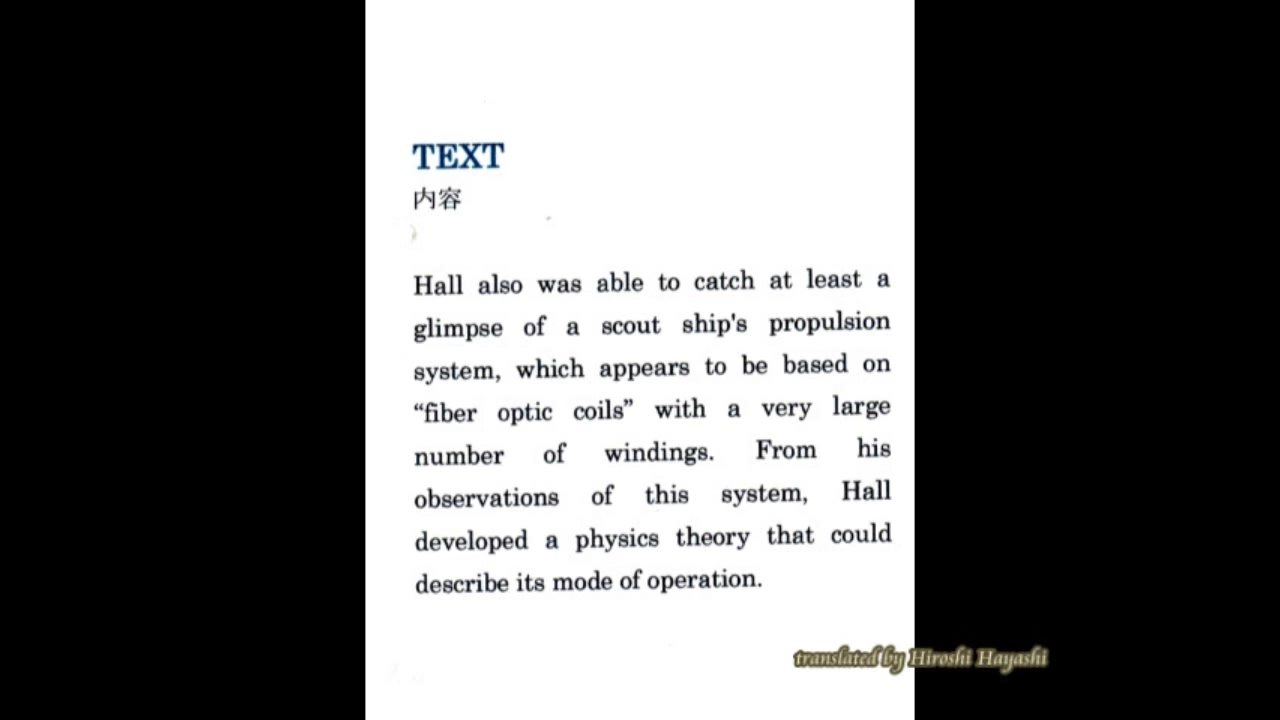 TEXT
内容
Hall also was able to catch at least a
glimpse of a scout ship's propulsion
system, which appears to be based on
“fiber optic coils” with a very large
number of windings. From his
observations of this system, Hall
developed a physics theory that could
describe its mode of operation.
translated by Hiroshi Hayashi